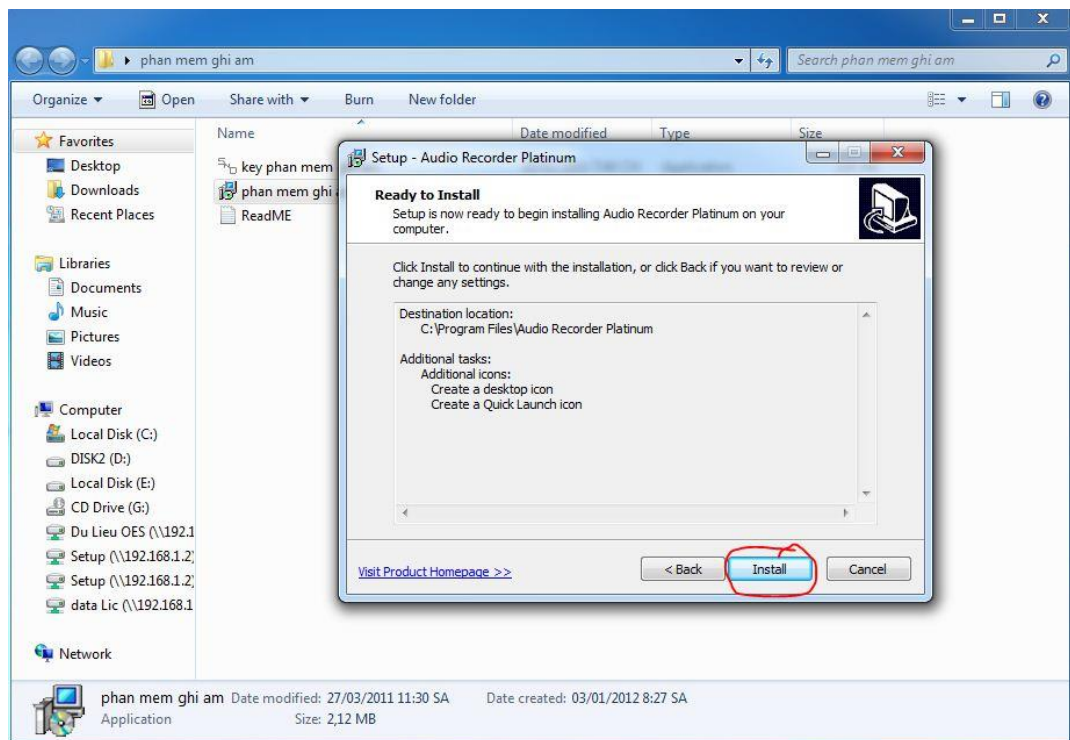 phan mem ghi am
Search phan mem ghi am
Organize Open Share with Burn New folder
Favorites
Desktop
Downloads
Recent Places
Libraries
Documents
Music
Pictures
Videos
Computer
Local Disk (C:)
DISK2 (D:)
Local Disk (E:)
CD Drive (G:)
Du Lieu OES (\\192.1
Setup (\\192.168.1.2)
Setup (\\192.168.1.2)
data Lic (\\192.168.1
Network
Name Date modified Type Size
key phan mem
phan mem ghi
ReadME
Setup - Audio Recorder Platinum
Ready to Install
Setup is now ready to begin installing Audio Recorder Platinum on your
computer.
Click Install to continue with the installation, or click Back if you want to review or
change any settings.
Destination location:
C:\Program Files\Audio Recorder Platinum
Additional tasks:
Additional icons:
Create a desktop icon
Create a Quick Launch icon
Visit Product Homepage >>
< Back Install Cancel
phan mem ghi am Date modified: 27/03/2011 11:30 SA Date created: 03/01/2012 8:27 SA
Application Size: 2,12 MB